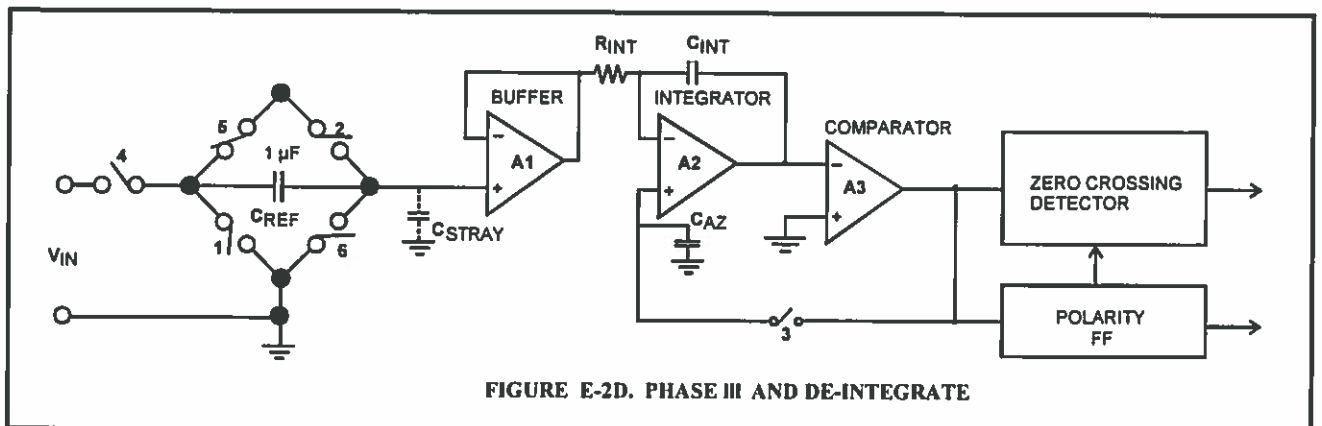 RINT
CINT
BUFFER
INTEGRATOR
COMPARATOR
5
2
4
1 µF
CREF
−
A1
+
−
A2
+
−
A3
+
ZERO CROSSING
DETECTOR
CSTRAY
CAZ
VIN
1
6
3
POLARITY
FF
FIGURE E-2D. PHASE III AND DE-INTEGRATE